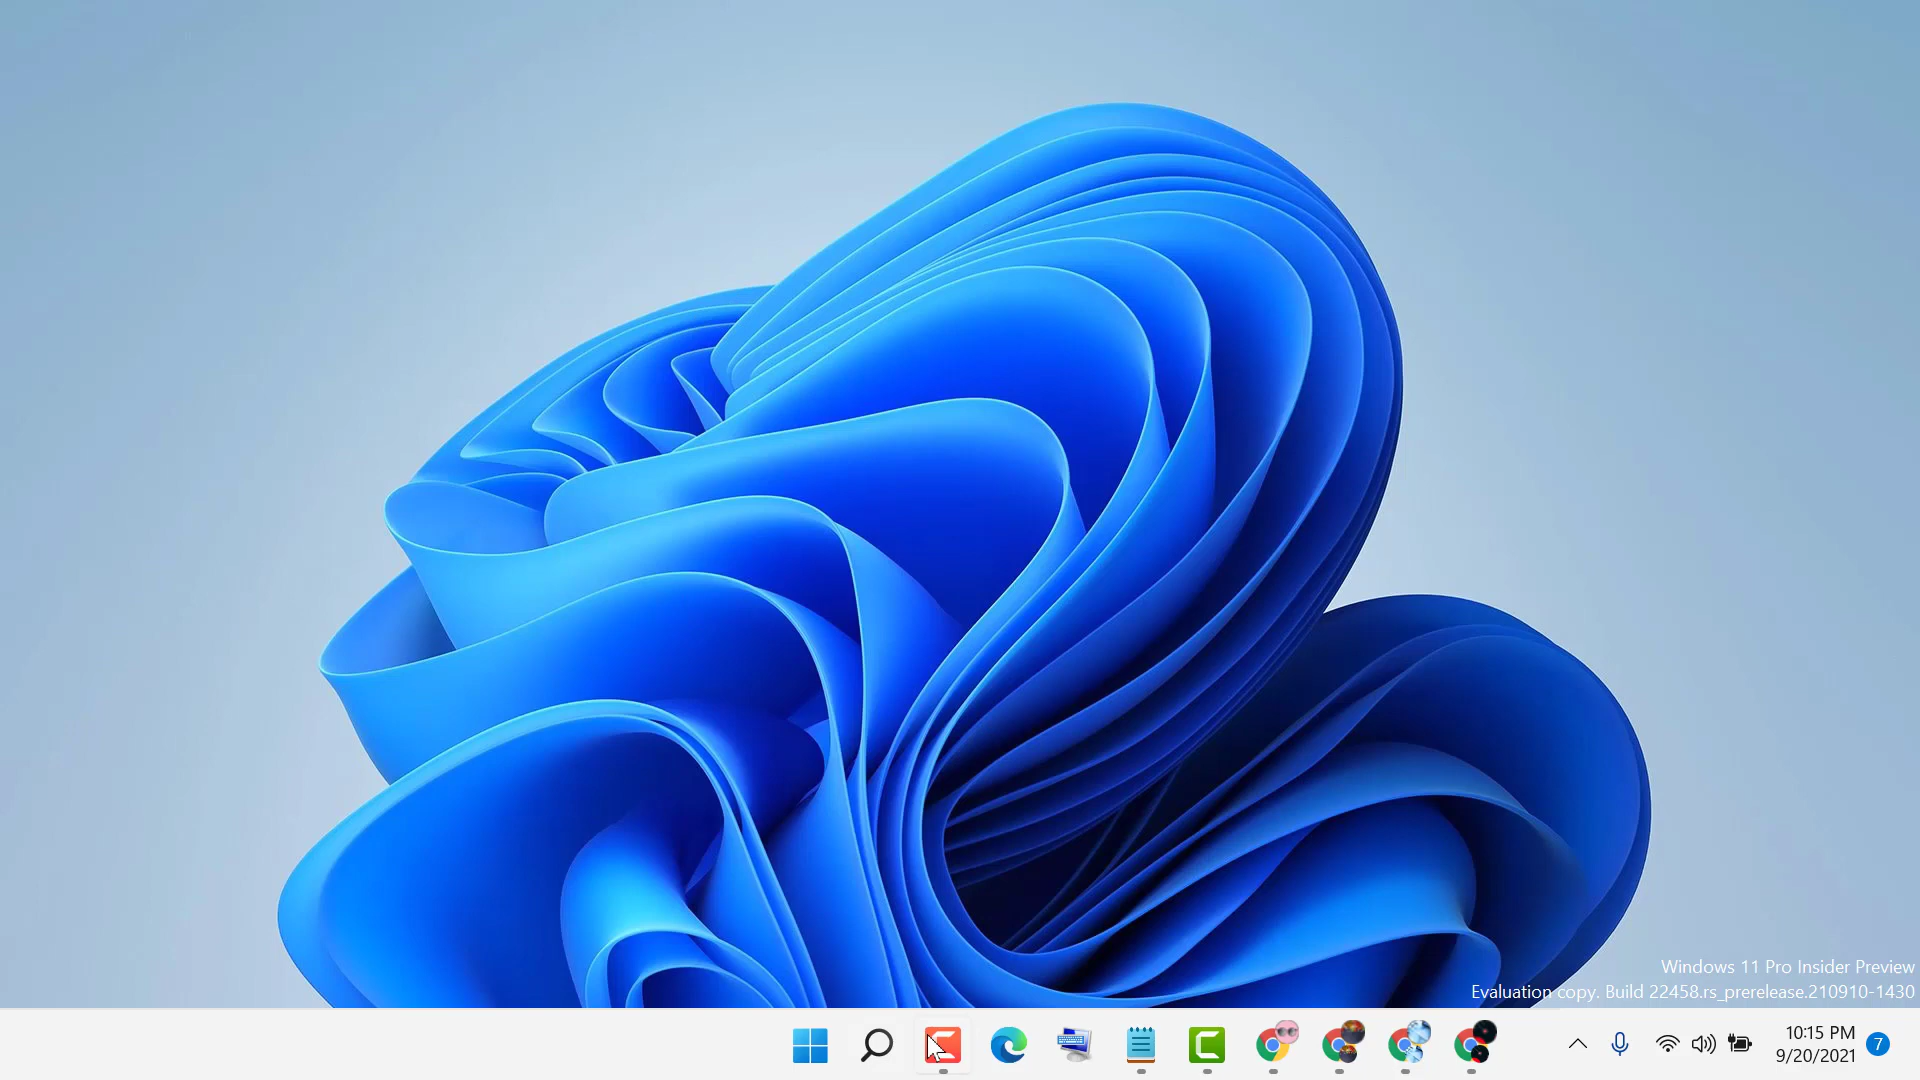 Windows 11 Pro Insider Preview
Evaluation copy. Build 22458.rs_prerelease.210910-1430
10:15 PM
9/20/2021
7